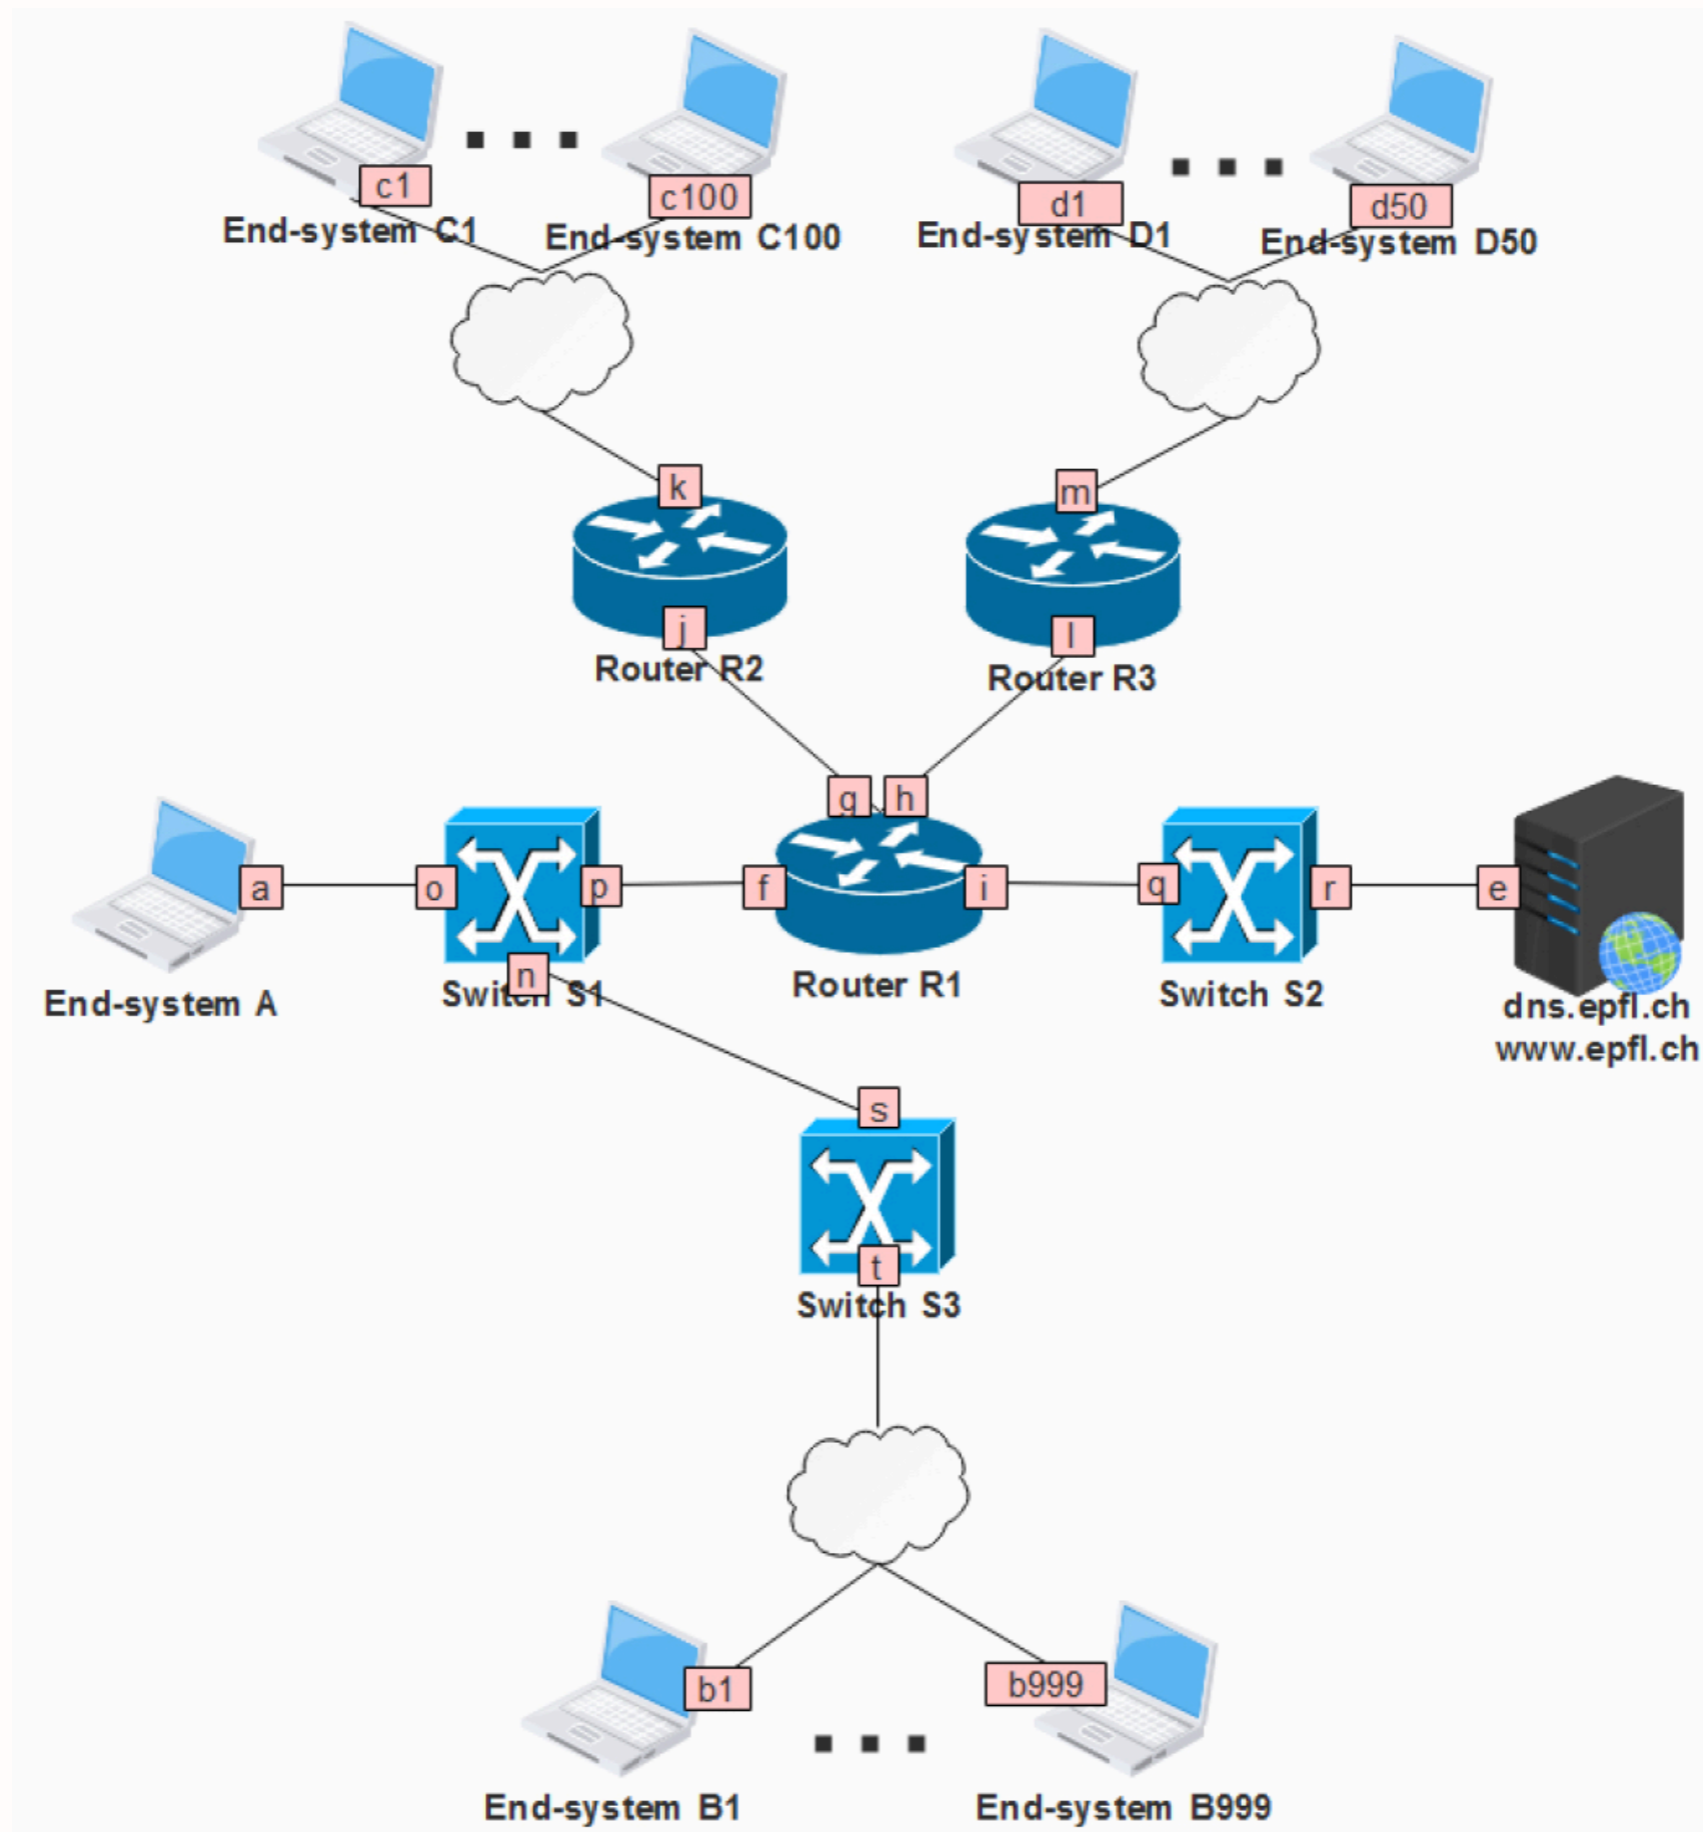 c1
c100
d1
d50
End-system C1
End-system C100
End-system D1
End-system D50
k
m
j
l
Router R2
Router R3
g
h
a
o
p
f
i
q
r
e
n
End-system A
Switch S1
Router R1
Switch S2
dns.epfl.ch
www.epfl.ch
s
t
Switch S3
b1
b999
End-system B1
End-system B999